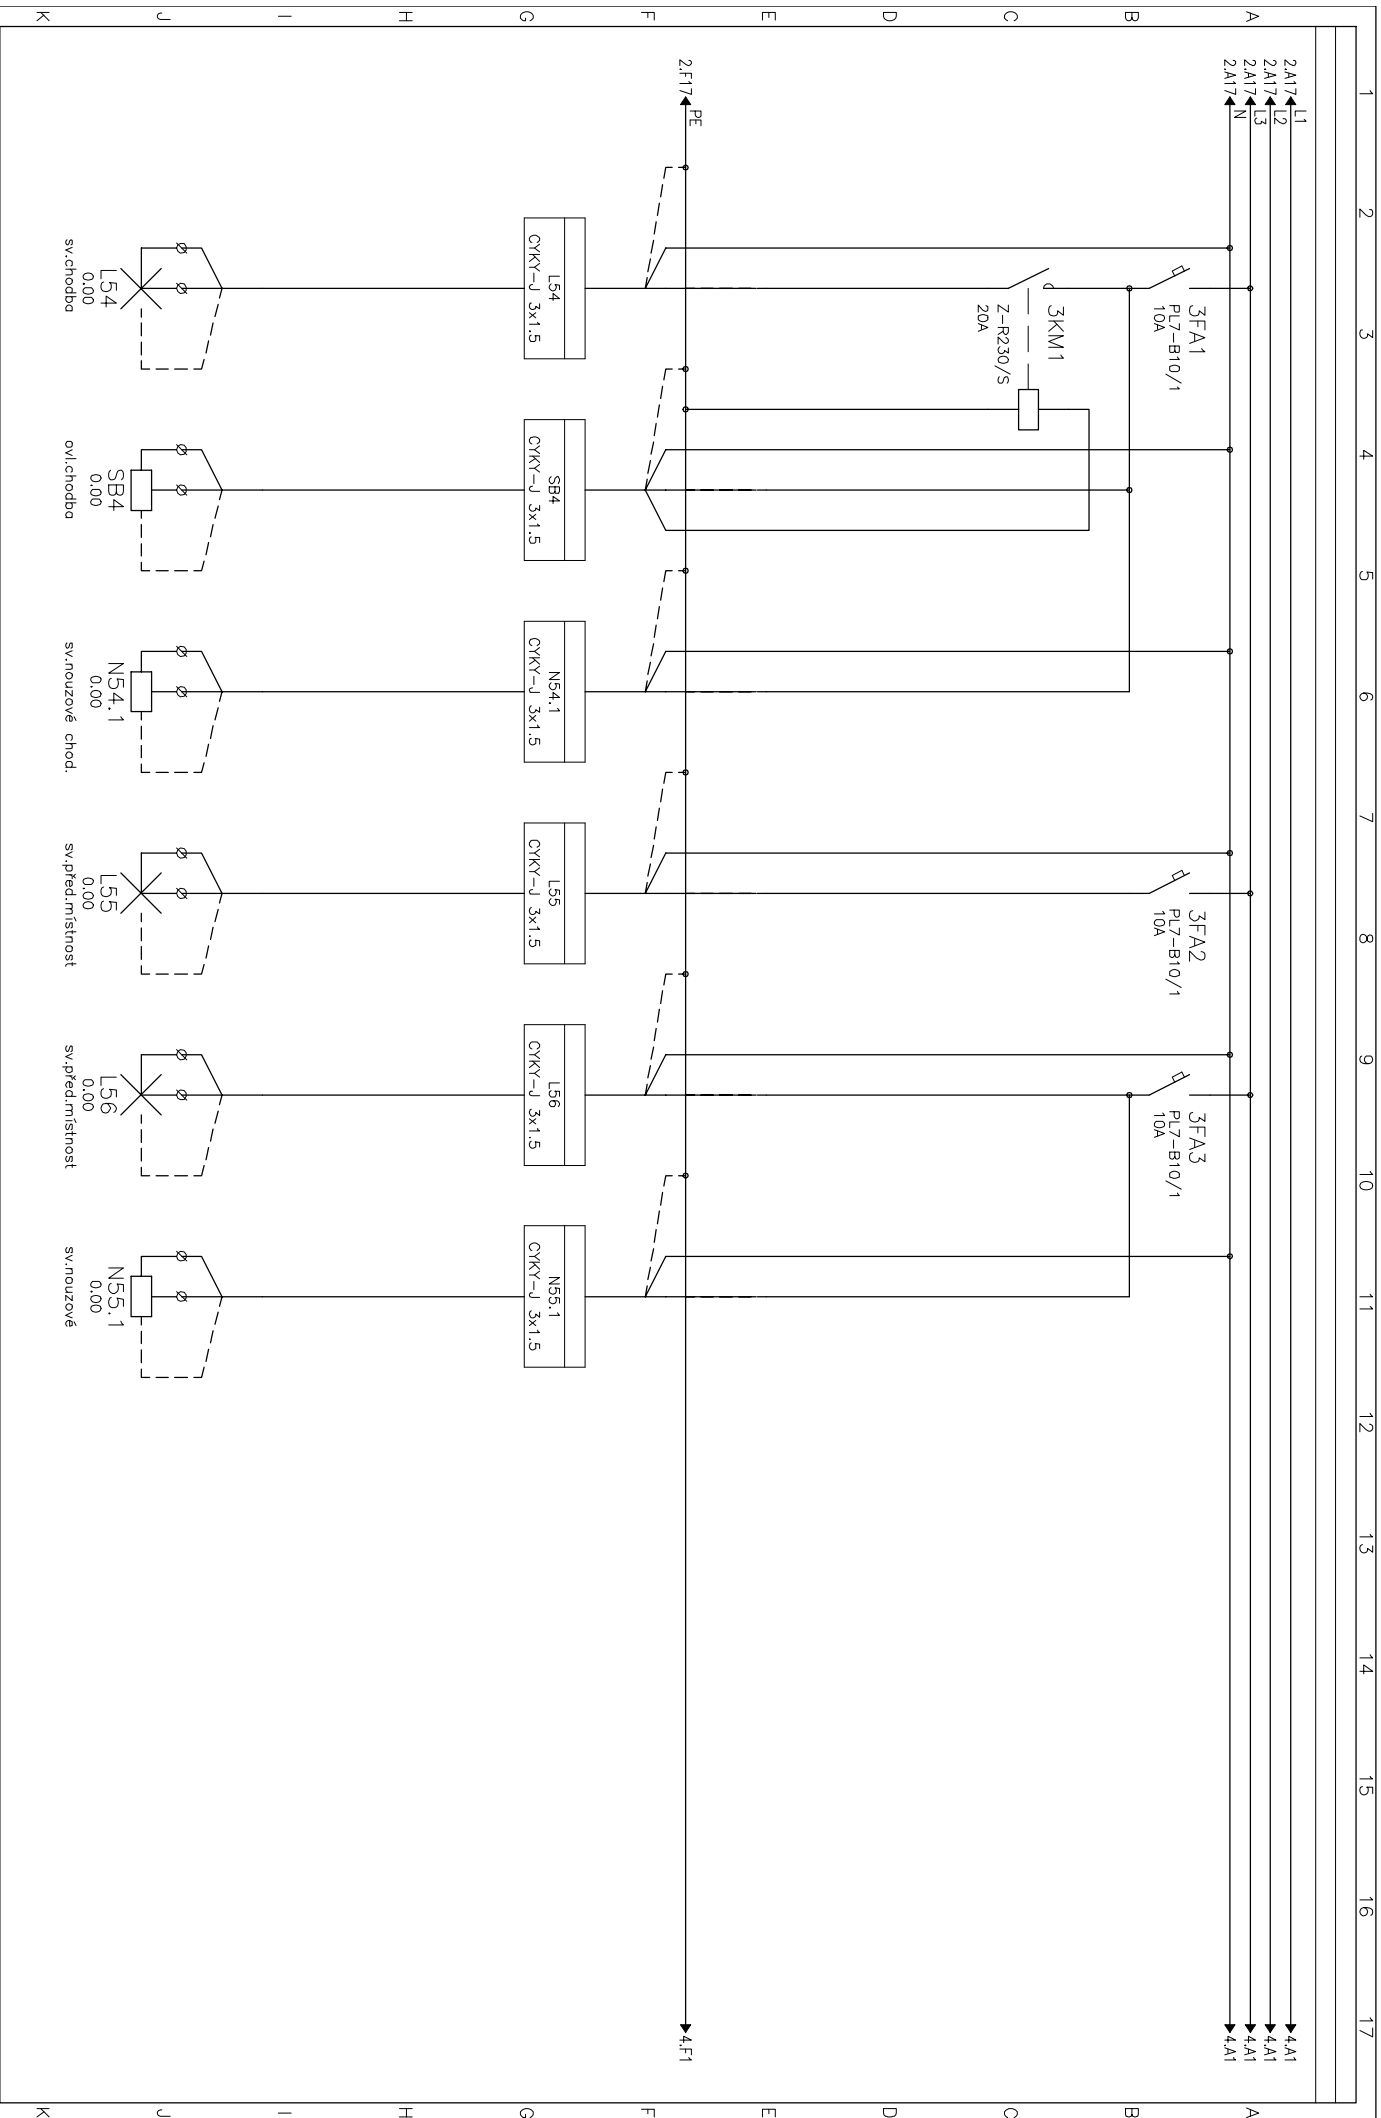 1 2 3 4 5 6 7 8 9 10 11 12 13 14 15 16 17
A A
B B
C C
D D
E E
F F
G G
H H
I I
J J
K K
2.A17 L1 4.A1
2.A17 L2 4.A1
2.A17 L3 4.A1
2.A17 N 4.A1
3FA1
PL7-B10/1
10A
3FA2
PL7-B10/1
10A
3FA3
PL7-B10/1
10A
3KM1
Z-R230/S
20A
2.F17 PE 4.F1
L54
CYKY-J 3x1.5
SB4
CYKY-J 3x1.5
N54.1
CYKY-J 3x1.5
L55
CYKY-J 3x1.5
L56
CYKY-J 3x1.5
N55.1
CYKY-J 3x1.5
L54
0.00
sv.chodba
SB4
0.00
ovl.chodba
N54.1
0.00
sv.nouzové chod.
L55
0.00
sv.před.místnost
L56
0.00
sv.před.místnost
N55.1
0.00
sv.nouzové